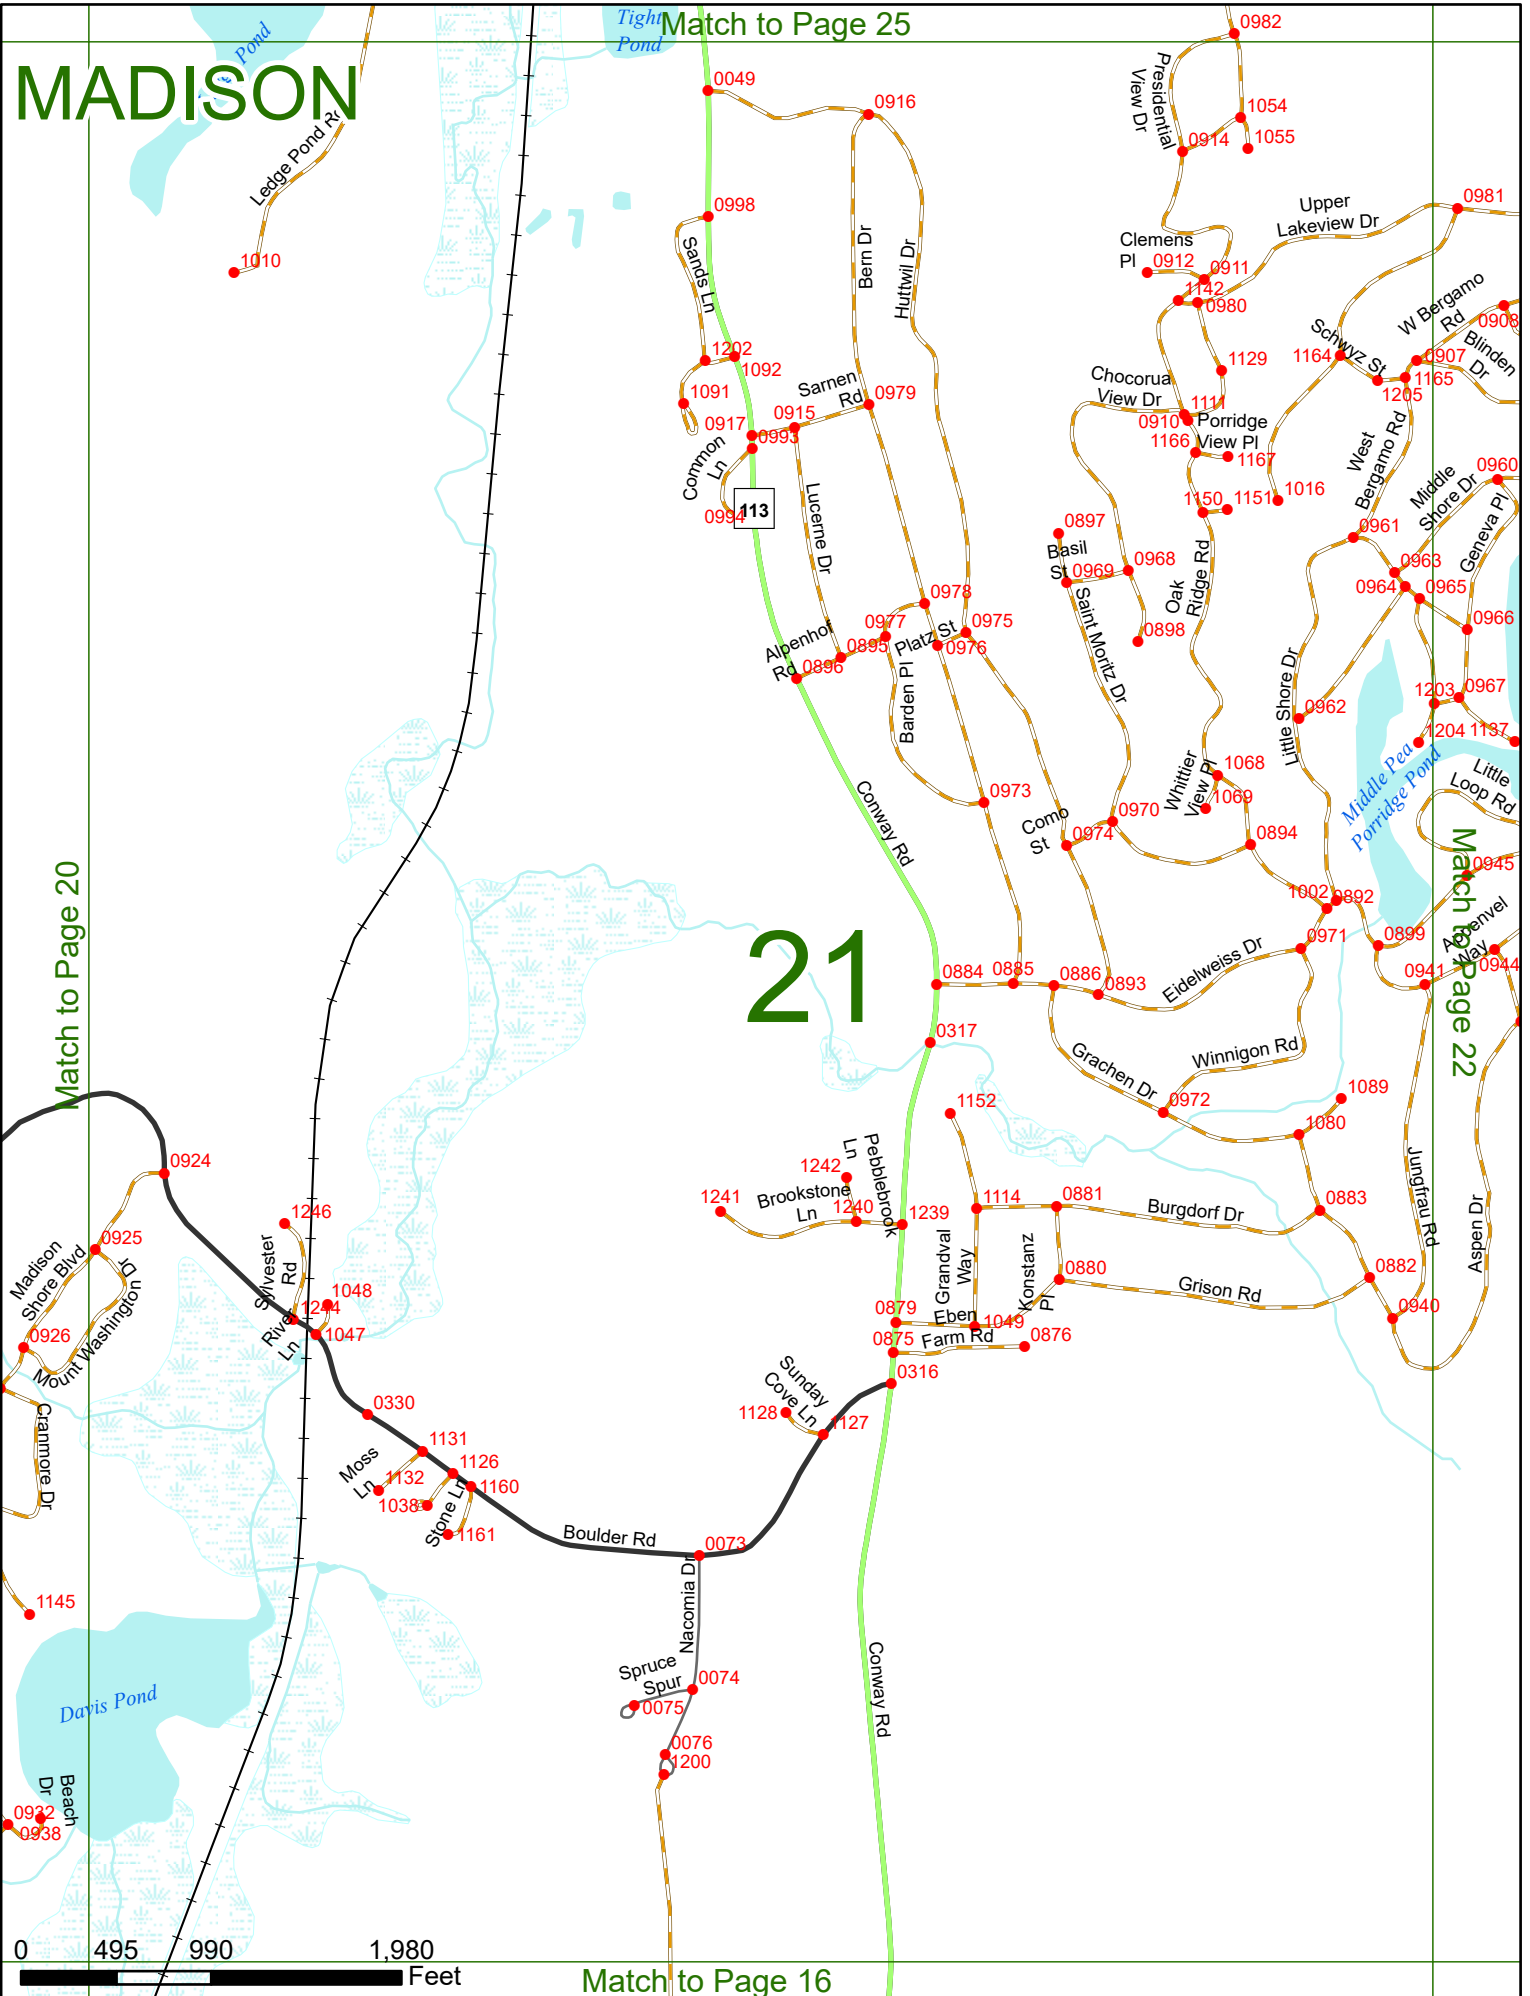 Match to Page 25
MADISON
Pond
Tight
Pond
0982
0049
0916
Presidential
View Dr
1054
1055
0914
Ledge Pond Rd
0998
0981
Upper
Lakeview Dr
Clemens
Pl
0912
0911
1010
Sands Ln
Bern Dr
Huttwil Dr
1142
0980
W Bergamo
Rd
0908
Schwyz St
Blinden
Dr
1202
1092
1164
0907
1165
1205
1129
Chocorua
View Dr
1091
Sarnen
Rd
0979
0917
0915
0993
1111
0910
Porridge
View Pl
1166
1167
Common
Ln
0994
113
Lucerne Dr
West
Bergamo Rd
Middle
Shore Dr
0960
1016
1150
1151
Geneva Pl
0897
Basil
St
0969
0968
Oak
Ridge Rd
0961
0963
0964
0965
0978
0977
0975
Platz St
0976
0966
Alpenhof
Rd
0895
0896
0898
Saint Moritz Dr
Barden Pl
Little Shore Dr
0962
1203
0967
1204
1137
Middle Pea
Porridge Pond
Whittier
View Pl
1068
1069
Little
Loop Rd
Conway Rd
0973
Como
St
0974
0970
0894
Match to Page 20
Match to Page 22
0945
1002
0892
Appenvel
Way
0899
0971
0944
21
Eidelweiss Dr
0884
0885
0886
0893
0941
0317
Grachen Dr
Winnigon Rd
0972
1089
1080
1152
0924
1242
Ln
Pebblebrook
1241
Brookstone
Ln
1240
1239
1114
0881
Burgdorf Dr
0883
Jungfrau Rd
Aspen Dr
1246
0925
Madison
Shore Blvd
Sylvester
Rd
Grandval
Way
Konstanz
Pl
0880
Grison Rd
0882
1048
1244
River
Ln
1047
0940
0926
Mount Washington Dr
0879
Eben
1049
0875
Farm Rd
0876
0316
Sunday
Cove Ln
1128
1127
Cranmore Dr
0330
1131
Moss
Ln
1132
1126
1038
1160
Stone Ln
1161
Boulder Rd
0073
Nacomia Dr
1145
Spruce
Spur
0074
0075
Conway Rd
Davis Pond
0076
1200
Beach
Dr
0932
0938
0 495 990 1,980
Feet
Match to Page 16